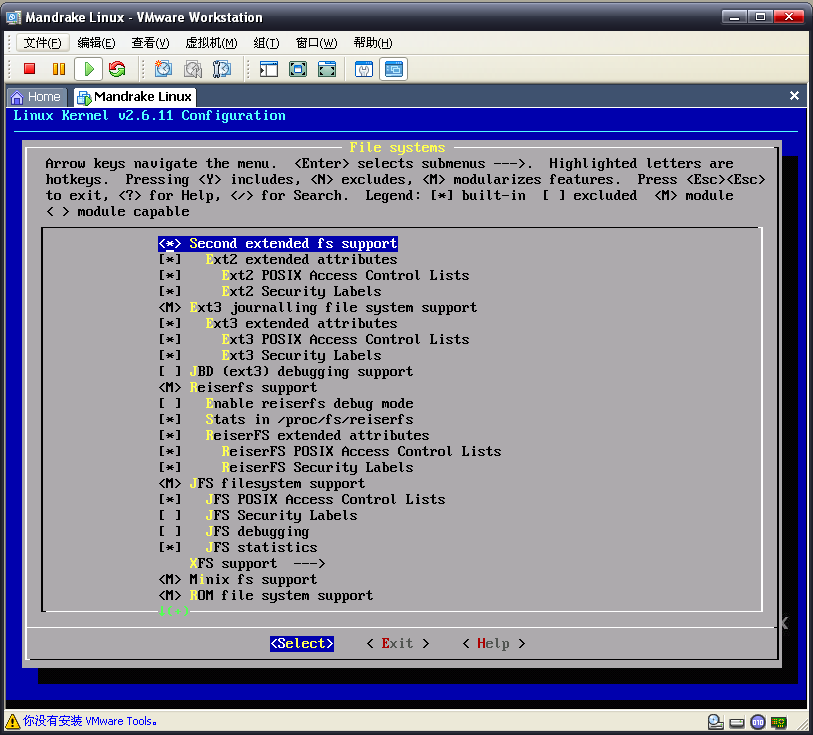 Mandrake Linux - VMware Workstation
文件(F) 编辑(E) 查看(V) 虚拟机(M) 组(T) 窗口(W) 帮助(H)
Home Mandrake Linux
Linux Kernel v2.6.11 Configuration
File systems
Arrow keys navigate the menu. <Enter> selects submenus --->. Highlighted letters are
hotkeys. Pressing <Y> includes, <N> excludes, <M> modularizes features. Press <Esc><Esc>
to exit, <?> for Help, </> for Search. Legend: [*] built-in [ ] excluded <M> module
< > module capable
<*> Second extended fs support
[*] Ext2 extended attributes
[*] Ext2 POSIX Access Control Lists
[*] Ext2 Security Labels
<M> Ext3 journalling file system support
[*] Ext3 extended attributes
[*] Ext3 POSIX Access Control Lists
[*] Ext3 Security Labels
[ ] JBD (ext3) debugging support
<M> Reiserfs support
[ ] Enable reiserfs debug mode
[*] Stats in /proc/fs/reiserfs
[*] ReiserFS extended attributes
[*] ReiserFS POSIX Access Control Lists
[*] ReiserFS Security Labels
<M> JFS filesystem support
[*] JFS POSIX Access Control Lists
[ ] JFS Security Labels
[ ] JFS debugging
[*] JFS statistics
XFS support --->
<M> Minix fs support
<M> ROM file system support
<Select> < Exit > < Help >
你没有安装 VMware Tools。